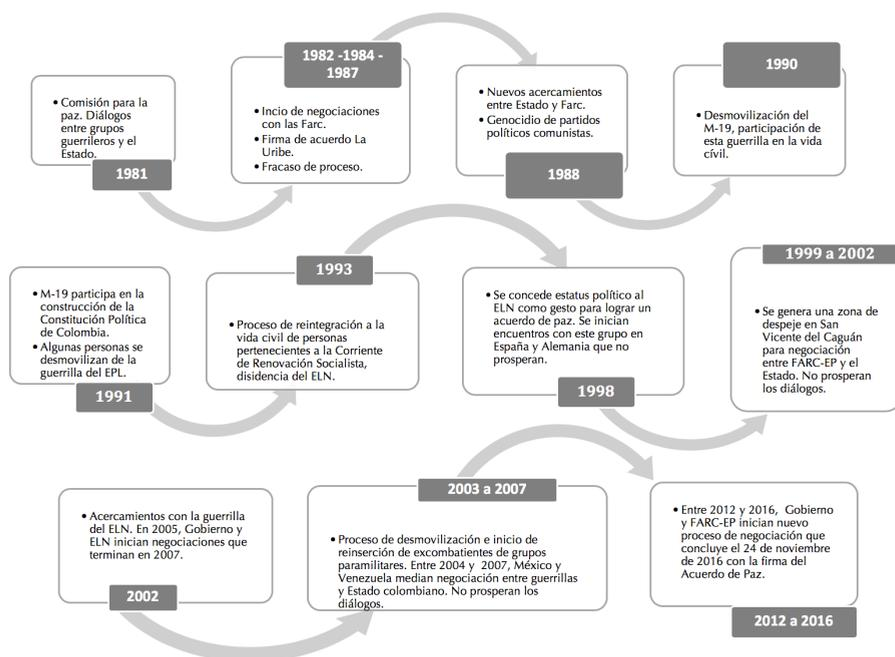 • Comisión para la
paz. Diálogos
entre grupos
guerrileros y el
Estado.
1981
1982 -1984 -
1987
• Incio de negociaciones
con las Farc.
• Firma de acuerdo La
Uribe.
• Fracaso de proceso.
• Nuevos acercamientos
entre Estado y Farc.
• Genocidio de partidos
políticos comunistas.
1988
1990
• Desmovilización del
M-19, participación de
esta guerrilla en la vida
cívil.
• M-19 participa en la
construcción de la
Constitución Política
de Colombia.
• Algunas personas se
desmovilizan de la
guerrilla del EPL.
1991
1993
• Proceso de reintegración a la
vida civil de personas
pertenecientes a la Corriente
de Renovación Socialista,
disidencia del ELN.
• Se concede estatus político al
ELN como gesto para lograr un
acuerdo de paz. Se inician
encuentros con este grupo en
España y Alemania que no
prosperan.
1998
1999 a 2002
• Se genera una zona de
despeje en San
Vicente del Caguán
para negociación
entre FARC-EP y el
Estado. No prosperan
los diálogos.
• Acercamientos con la guerrilla
del ELN. En 2005, Gobierno y
ELN inician negociaciones que
terminan en 2007.
2002
2003 a 2007
• Proceso de desmovilización e inicio de
reinserción de excombatientes de grupos
paramilitares. Entre 2004 y 2007, México y
Venezuela median negociación entre guerrillas
y Estado colombiano. No prosperan los
diálogos.
• Entre 2012 y 2016, Gobierno
y FARC-EP inician nuevo
proceso de negociación que
concluye el 24 de noviembre
de 2016 con la firma del
Acuerdo de Paz.
2012 a 2016